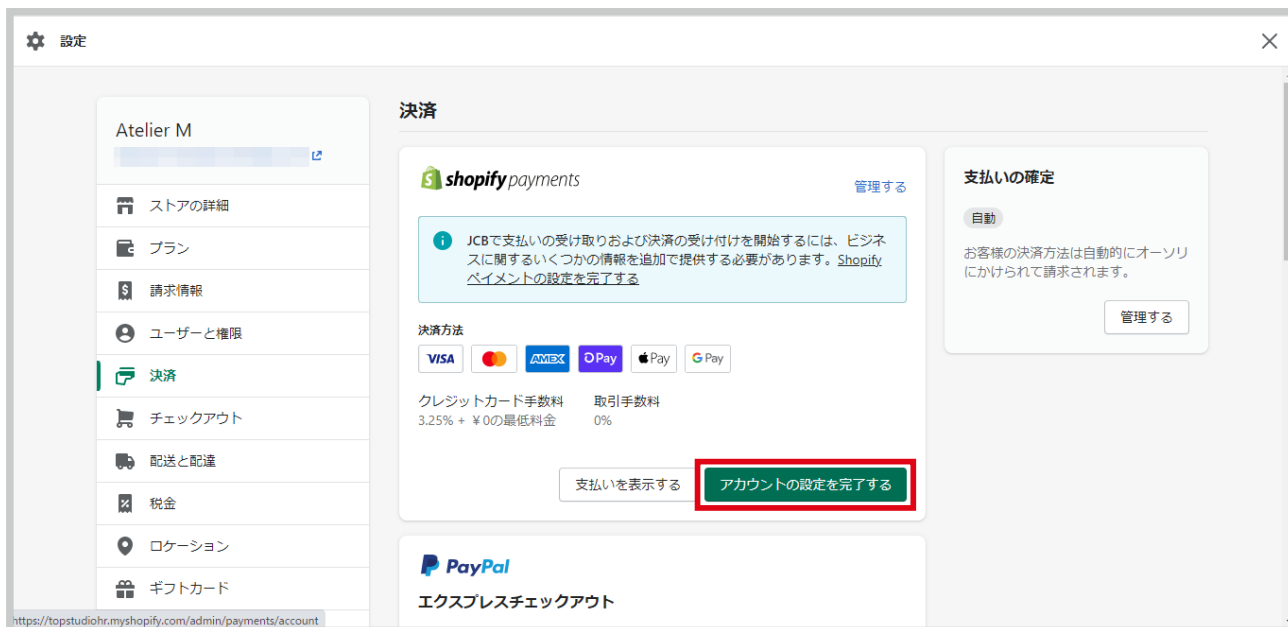 設定
Atelier M
ストアの詳細
プラン
請求情報
ユーザーと権限
決済
チェックアウト
配送と配達
税金
ロケーション
ギフトカード
決済
shopify payments
管理する
JCBで支払いの受け取りおよび決済の受け付けを開始するには、ビジネ
スに関するいくつかの情報を追加で提供する必要があります。Shopify
ペイメントの設定を完了する
決済方法
VISA AMEX OPay Pay G Pay
クレジットカード手数料 取引手数料
3.25% + ¥0の最低料金 0%
支払いを表示する アカウントの設定を完了する
PayPal
エクスプレスチェックアウト
支払いの確定
自動
お客様の決済方法は自動的にオーソリ
にかけられて請求されます。
管理する
https://topstudiohr.myshopify.com/admin/payments/account